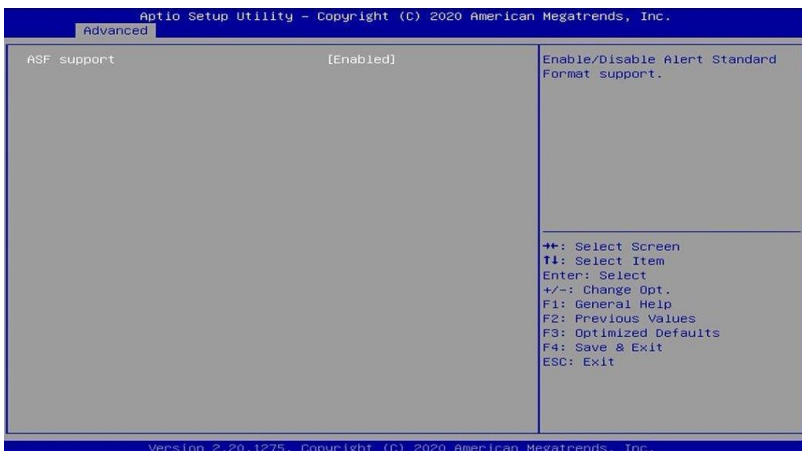 Aptio Setup Utility – Copyright (C) 2020 American Megatrends, Inc.
Advanced
ASF support [Enabled]
Enable/Disable Alert Standard
Format support.
→←: Select Screen
↑↓: Select Item
Enter: Select
+/-: Change Opt.
F1: General Help
F2: Previous Values
F3: Optimized Defaults
F4: Save & Exit
ESC: Exit
Version 2.20.1275. Copyright (C) 2020 American Megatrends, Inc.